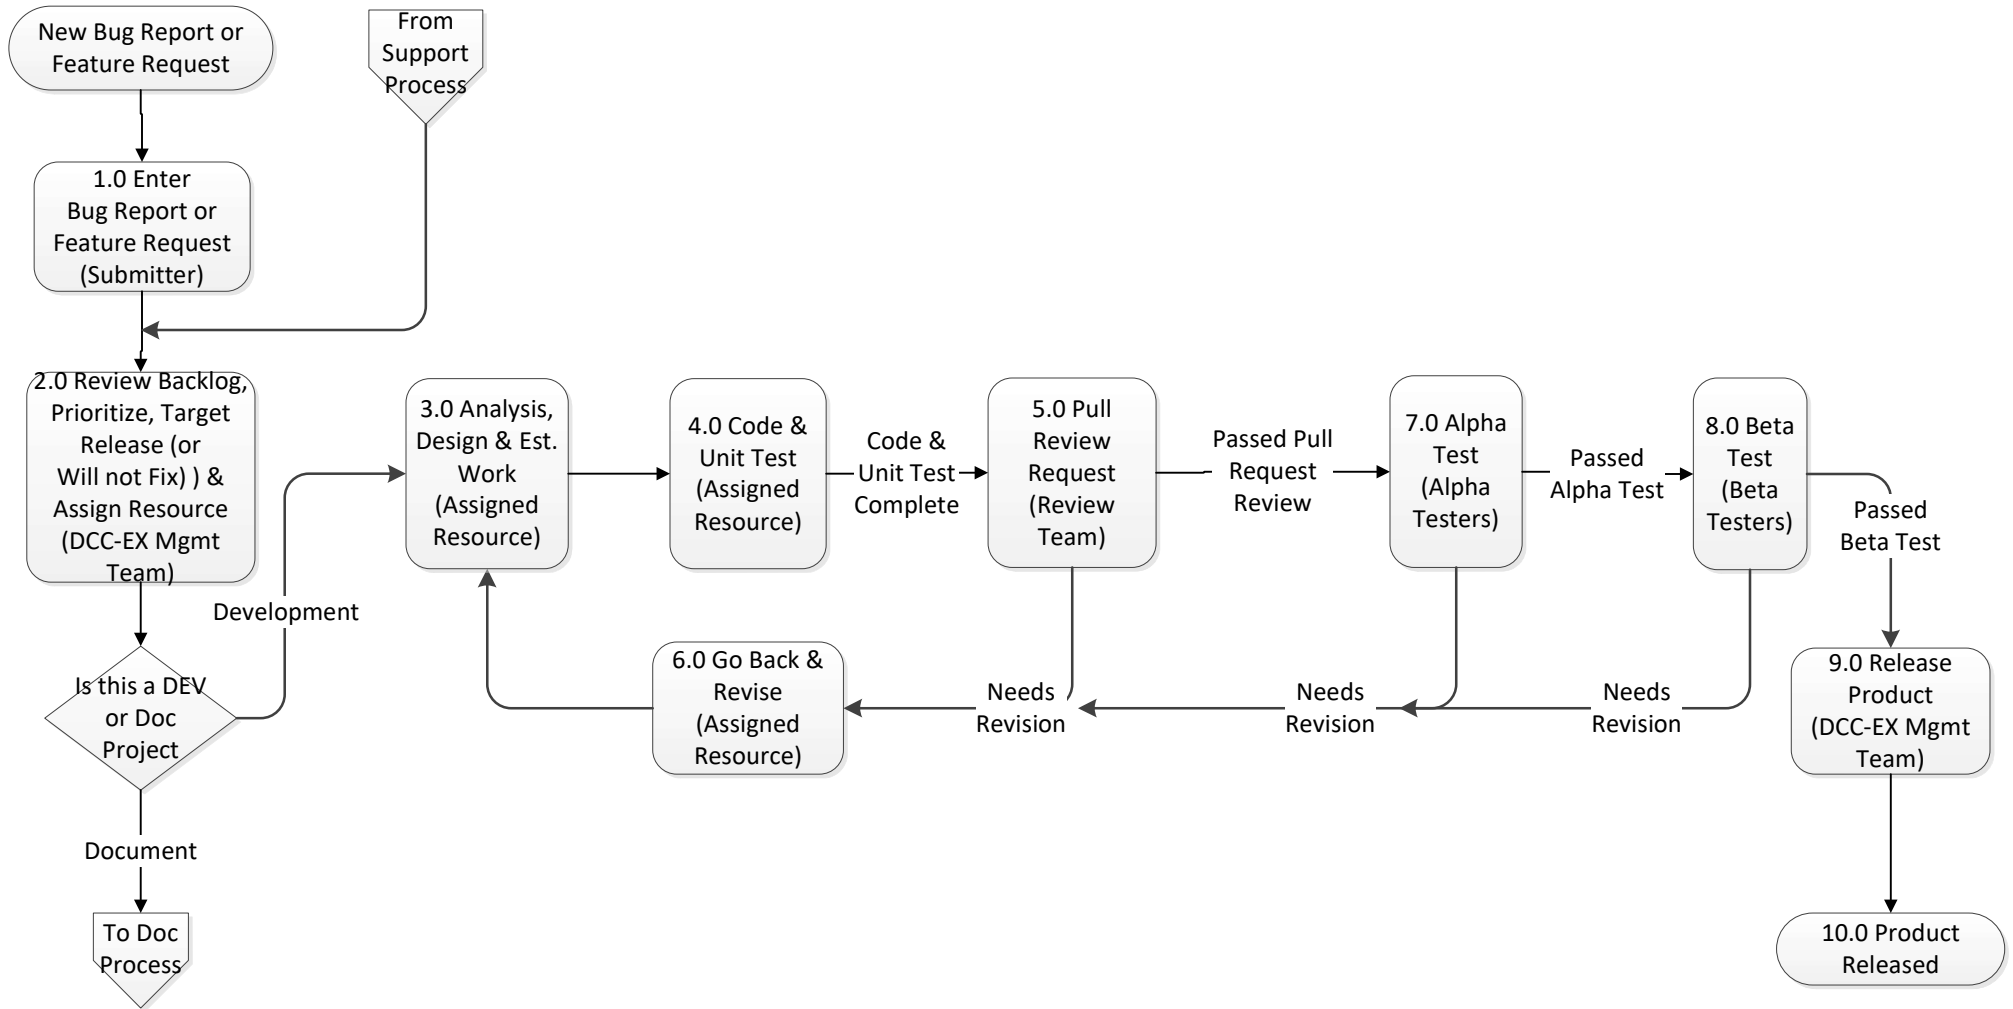 New Bug Report or
Feature Request
From
Support
Process
1.0 Enter
Bug Report or
Feature Request
(Submitter)
2.0 Review Backlog,
Prioritize, Target
Release (or
Will not Fix) ) &
Assign Resource
(DCC-EX Mgmt
Team)
Is this a DEV
or Doc
Project
Development
Document
To Doc
Process
3.0 Analysis,
Design & Est.
Work
(Assigned
Resource)
4.0 Code &
Unit Test
(Assigned
Resource)
Code &
Unit Test
Complete
5.0 Pull
Review
Request
(Review
Team)
Passed Pull
Request
Review
7.0 Alpha
Test
(Alpha
Testers)
Passed
Alpha Test
8.0 Beta
Test
(Beta
Testers)
Passed
Beta Test
6.0 Go Back &
Revise
(Assigned
Resource)
Needs
Revision
Needs
Revision
Needs
Revision
9.0 Release
Product
(DCC-EX Mgmt
Team)
10.0 Product
Released